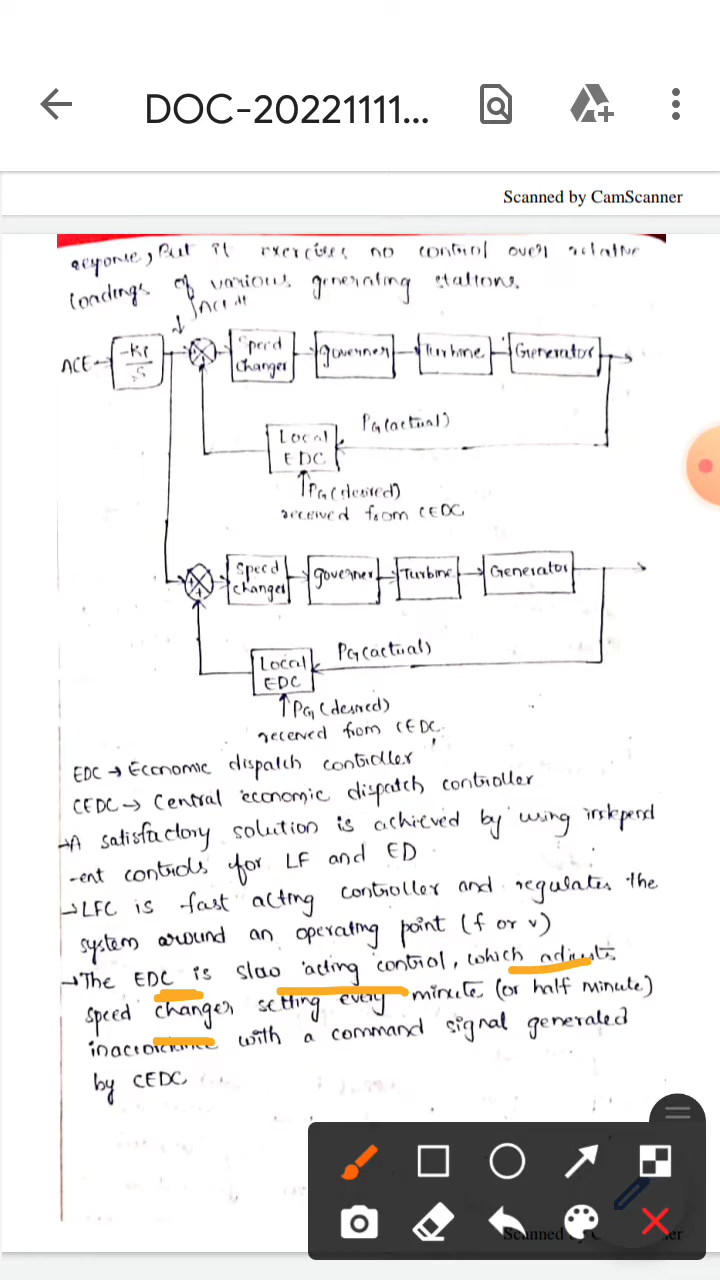 DOC-20221111...
Scanned by CamScanner
response, But it exercises no control over relative
loadings of various generating stations.
ACE
-KI
S
Speed
changer
governer
Turbine
Generator
PG (actual)
Local
EDC
PG (desired)
received from CEDC
Speed
changer
governer
Turbine
Generator
PG (actual)
Local
EDC
PG (desired)
received from CEDC
EDC → Economic dispatch controller
CEDC → Central economic dispatch controller
→ A satisfactory solution is achieved by using independ
-ent controls for LF and ED
→ LFC is fast acting controller and regulates the
system around an operating point (f or v)
→ The EDC is slow acting control, which adjusts
speed changer setting every minute (or half minute)
inaccordance with a command signal generated
by CEDC
Scanned er